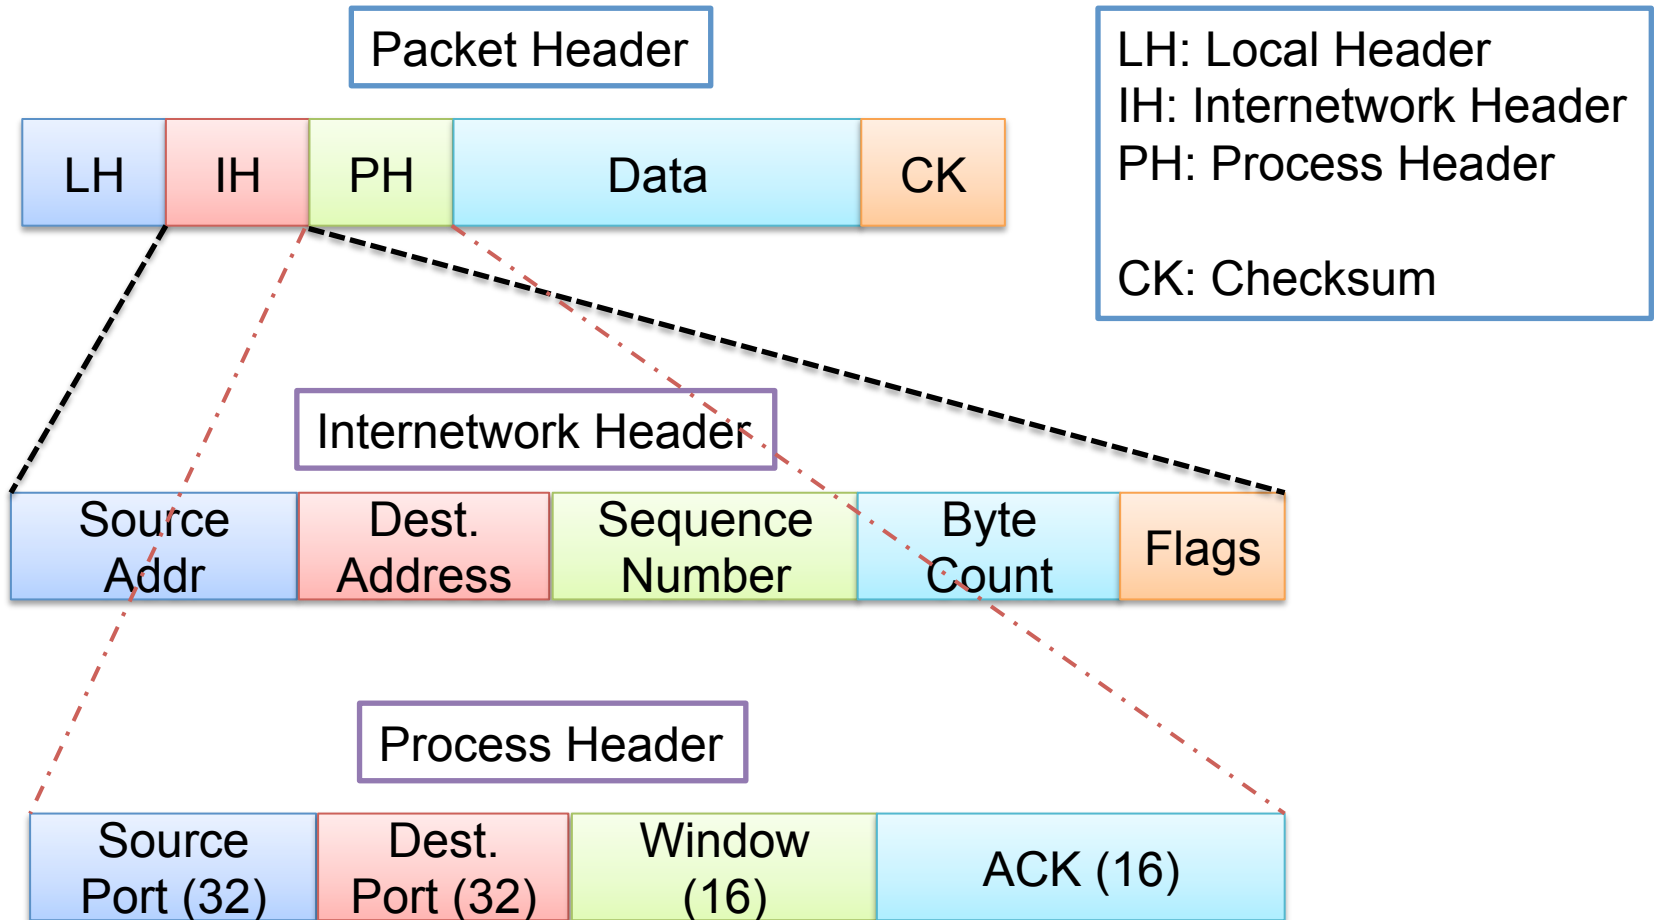 Packet Header
LH: Local Header
IH: Internetwork Header
PH: Process Header
CK: Checksum
LH
IH
PH
Data
CK
Internetwork Header
Source
Addr
Dest.
Address
Sequence
Number
Byte
Count
Flags
Process Header
Source
Port (32)
Dest.
Port (32)
Window
(16)
ACK (16)